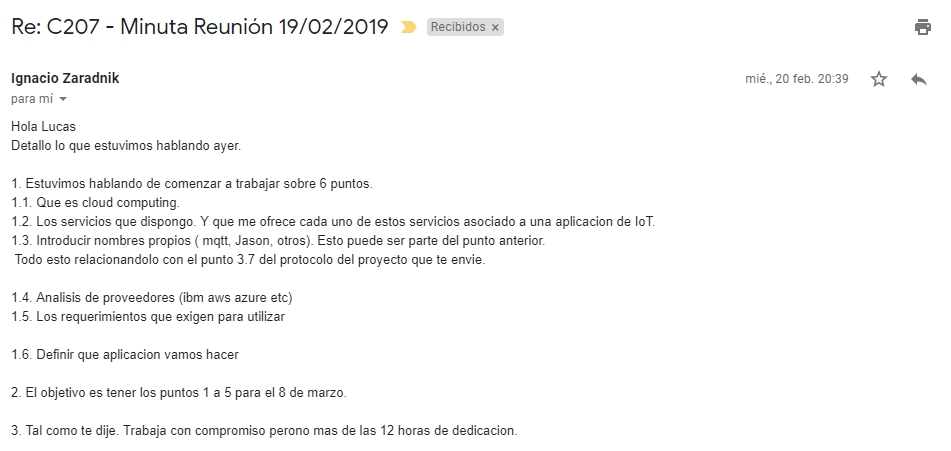 Re: C207 - Minuta Reunión 19/02/2019 Recibidos ×
Ignacio Zaradnik mié., 20 feb. 20:39
para mí
Hola Lucas
Detallo lo que estuvimos hablando ayer.
1. Estuvimos hablando de comenzar a trabajar sobre 6 puntos.
1.1. Que es cloud computing.
1.2. Los servicios que dispongo. Y que me ofrece cada uno de estos servicios asociado a una aplicacion de IoT.
1.3. Introducir nombres propios ( mqtt, Jason, otros). Esto puede ser parte del punto anterior.
Todo esto relacionandolo con el punto 3.7 del protocolo del proyecto que te envie.
1.4. Analisis de proveedores (ibm aws azure etc)
1.5. Los requerimientos que exigen para utilizar
1.6. Definir que aplicacion vamos hacer
2. El objetivo es tener los puntos 1 a 5 para el 8 de marzo.
3. Tal como te dije. Trabaja con compromiso perono mas de las 12 horas de dedicacion.